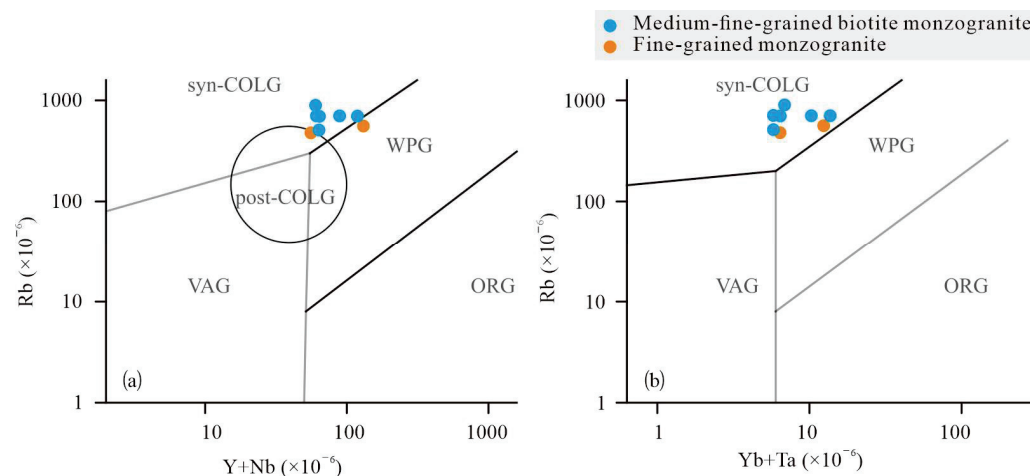 Medium-fine-grained biotite monzogranite
Fine-grained monzogranite
1000
100
10
1
Rb (×10⁻⁶)
syn-COLG
WPG
post-COLG
VAG
ORG
(a)
10
100
1000
Y+Nb (×10⁻⁶)
1000
100
10
1
Rb (×10⁻⁶)
syn-COLG
WPG
VAG
ORG
(b)
1
10
100
Yb+Ta (×10⁻⁶)